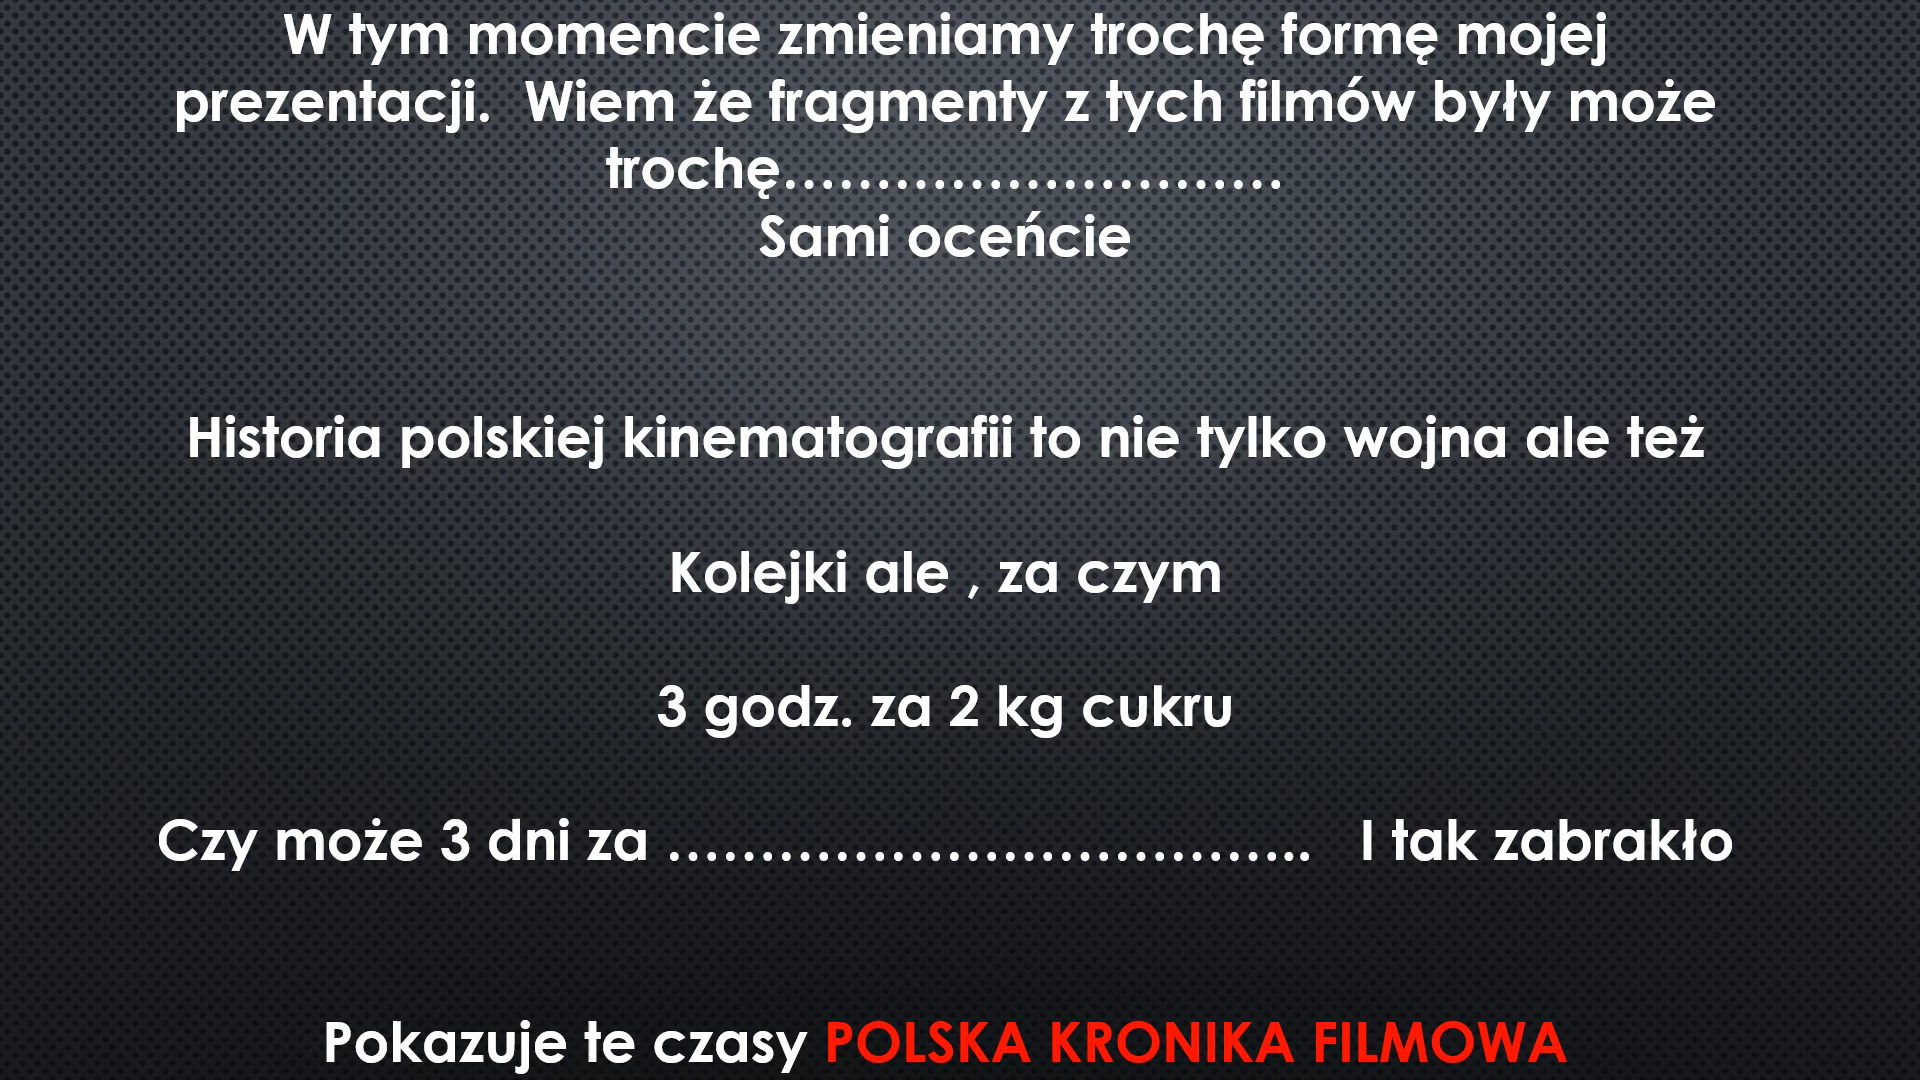 W tym momencie zmieniamy trochę formę mojej
prezentacji.  Wiem że fragmenty z tych filmów były może
trochę………………………
Sami oceńcie
Historia polskiej kinematografii to nie tylko wojna ale też
Kolejki ale , za czym
3 godz. za 2 kg cukru
Czy może 3 dni za ……………………………..   I tak zabrakło
Pokazuje te czasy POLSKA KRONIKA FILMOWA